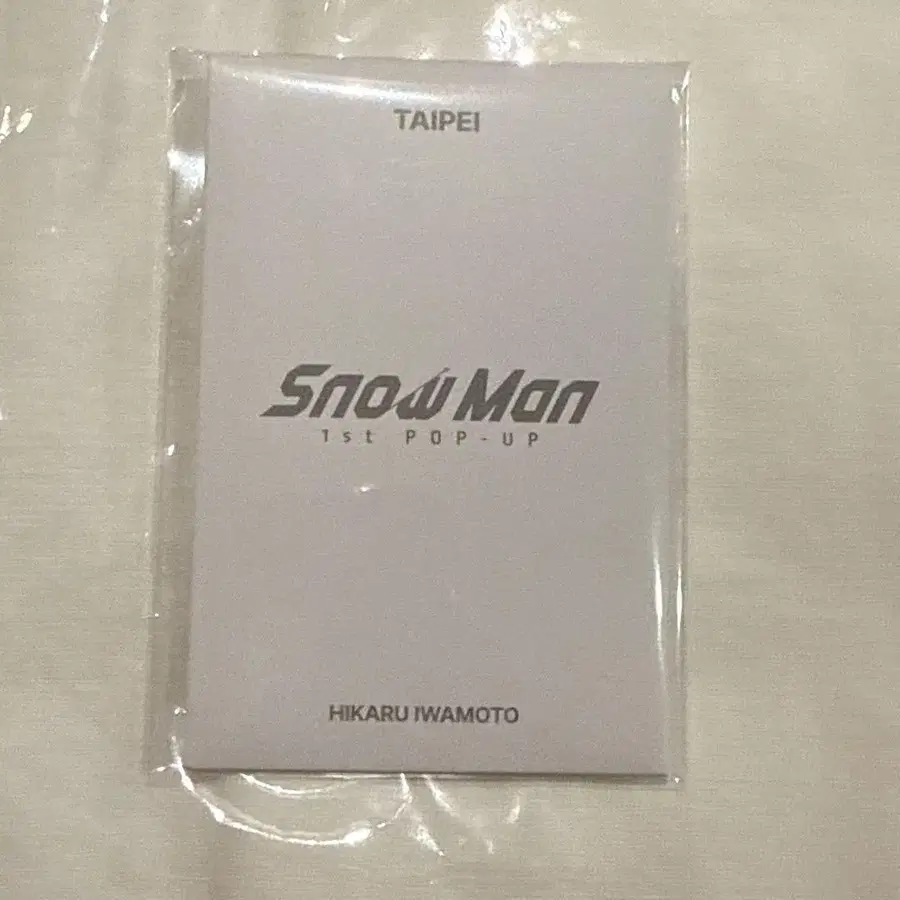 TAIPEI
Snow Man
1st POP-UP
HIKARU IWAMOTO